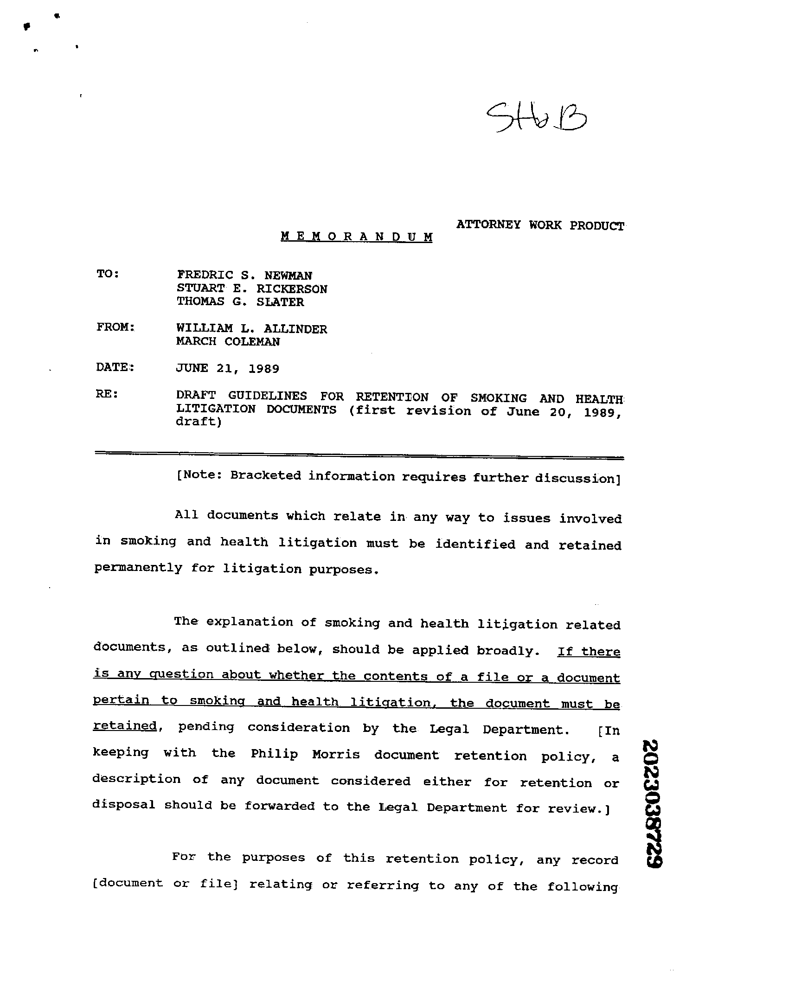 SH&B
ATTORNEY WORK PRODUCT
M E M O R A N D U M
TO: FREDRIC S. NEWMAN
STUART E. RICKERSON
THOMAS G. SLATER
FROM: WILLIAM L. ALLINDER
MARCH COLEMAN
DATE: JUNE 21, 1989
RE: DRAFT GUIDELINES FOR RETENTION OF SMOKING AND HEALTH
LITIGATION DOCUMENTS (first revision of June 20, 1989,
draft)
[Note: Bracketed information requires further discussion]
All documents which relate in any way to issues involved
in smoking and health litigation must be identified and retained
permanently for litigation purposes.
The explanation of smoking and health litigation related
documents, as outlined below, should be applied broadly. If there
is any question about whether the contents of a file or a document
pertain to smoking and health litigation, the document must be
retained, pending consideration by the Legal Department. [In
keeping with the Philip Morris document retention policy, a
description of any document considered either for retention or
disposal should be forwarded to the Legal Department for review.]
For the purposes of this retention policy, any record
[document or file] relating or referring to any of the following
2023038729